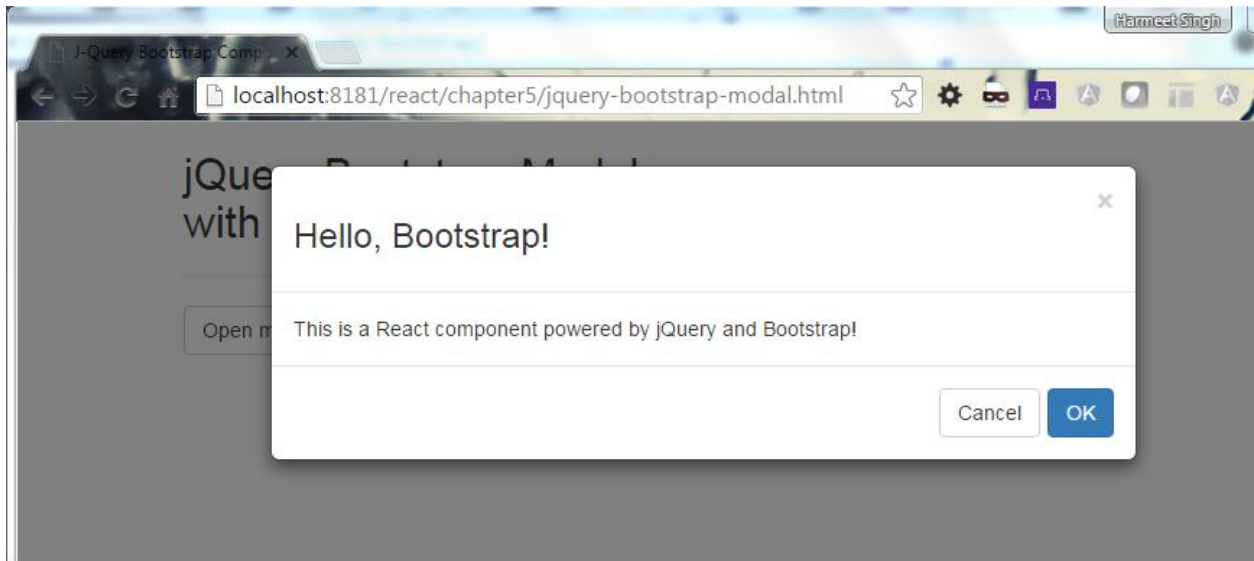 Harmeet Singh
J-Query Bootstrap Comp
localhost:8181/react/chapter5/jquery-bootstrap-modal.html
jQue
with
Hello, Bootstrap!
×
Open m
This is a React component powered by jQuery and Bootstrap!
Cancel
OK